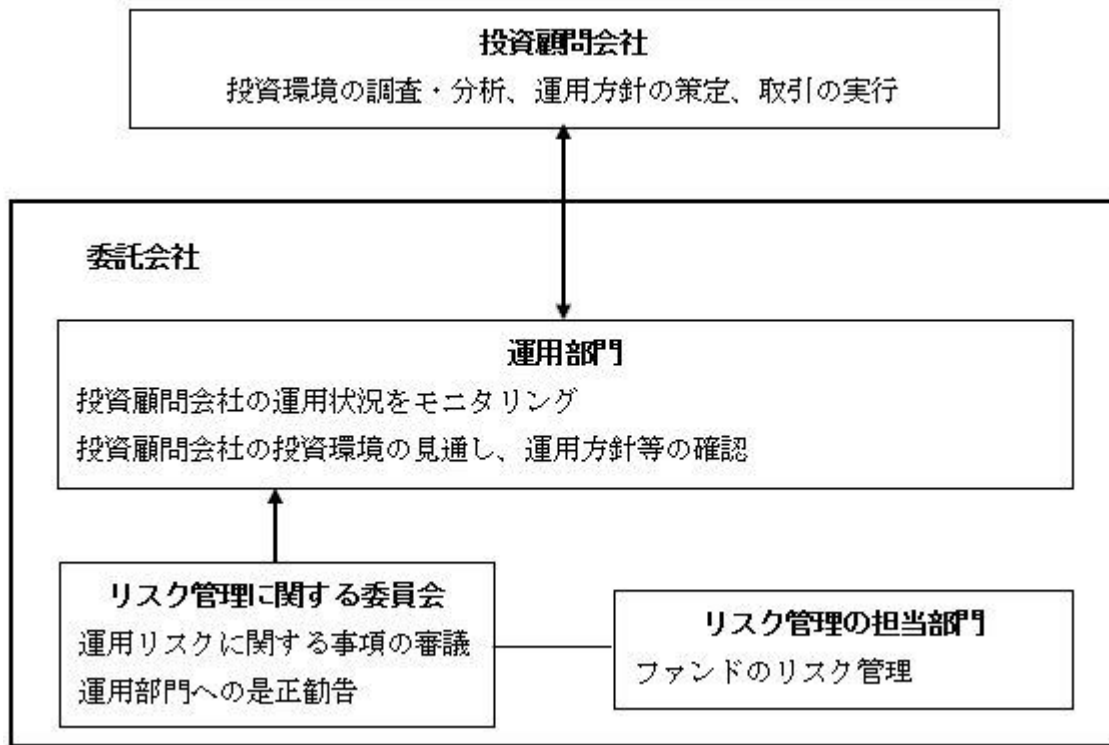 投資顧問会社
投資環境の調査・分析、運用方針の策定、取引の実行
委託会社
運用部門
投資顧問会社の運用状況をモニタリング
投資顧問会社の投資環境の見通し、運用方針等の確認
リスク管理に関する委員会
運用リスクに関する事項の審議
運用部門への是正勧告
リスク管理の担当部門
ファンドのリスク管理